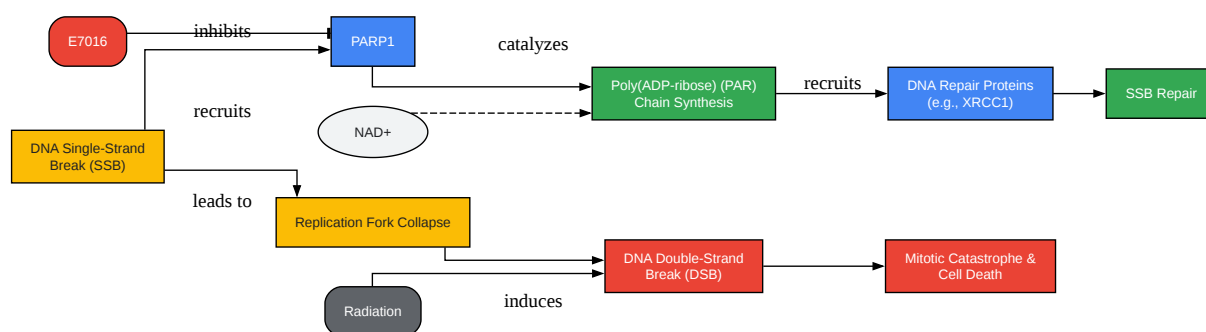 E7016
inhibits
PARP1
catalyzes
Poly(ADP-ribose) (PAR)
Chain Synthesis
recruits
DNA Repair Proteins
(e.g., XRCC1)
SSB Repair
recruits
NAD+
DNA Single-Strand
Break (SSB)
leads to
Replication Fork Collapse
DNA Double-Strand
Break (DSB)
Mitotic Catastrophe &
Cell Death
induces
Radiation